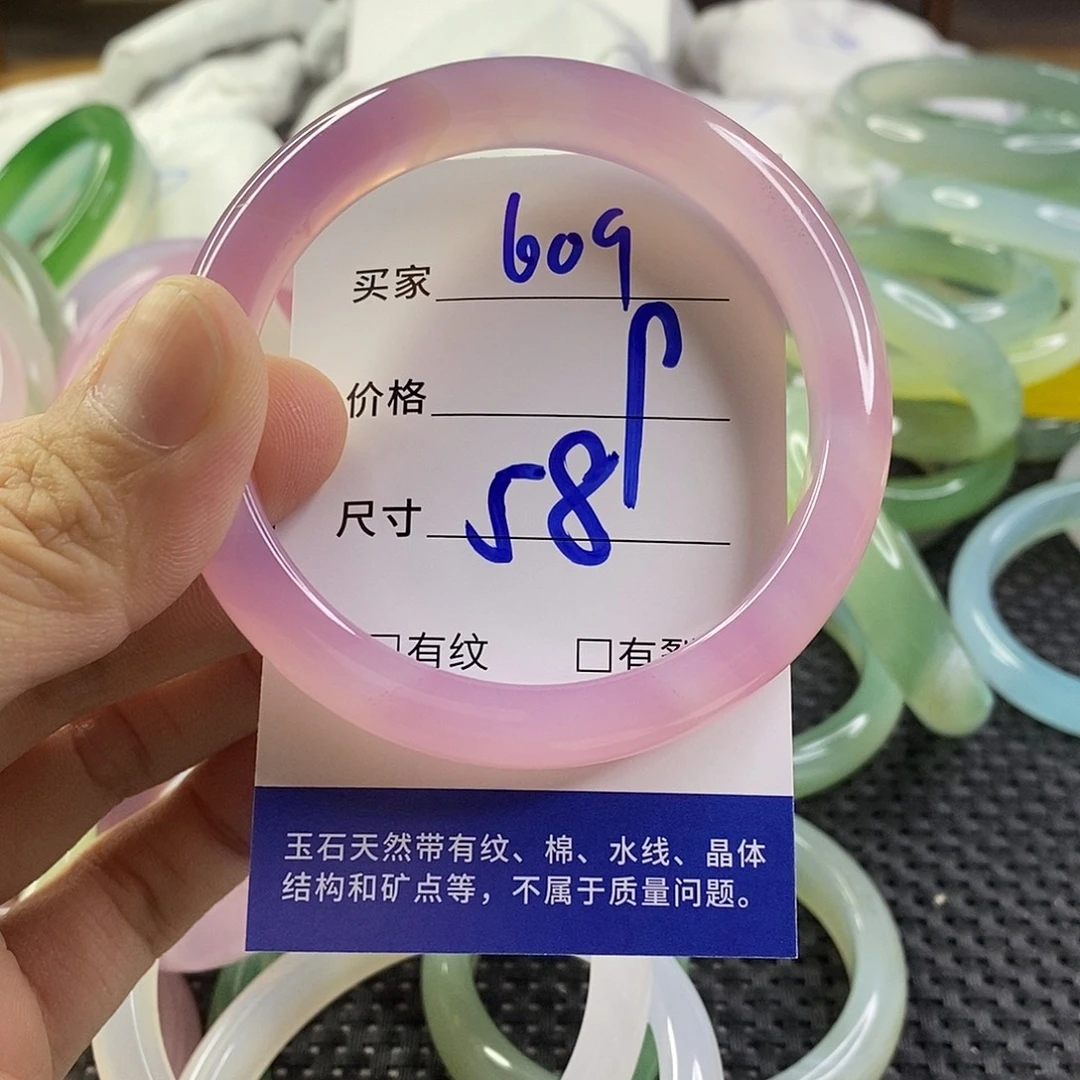 买家 609
价格
尺寸 58
□有纹 □有裂
玉石天然带有纹、棉、水线、晶体
结构和矿点等，不属于质量问题。